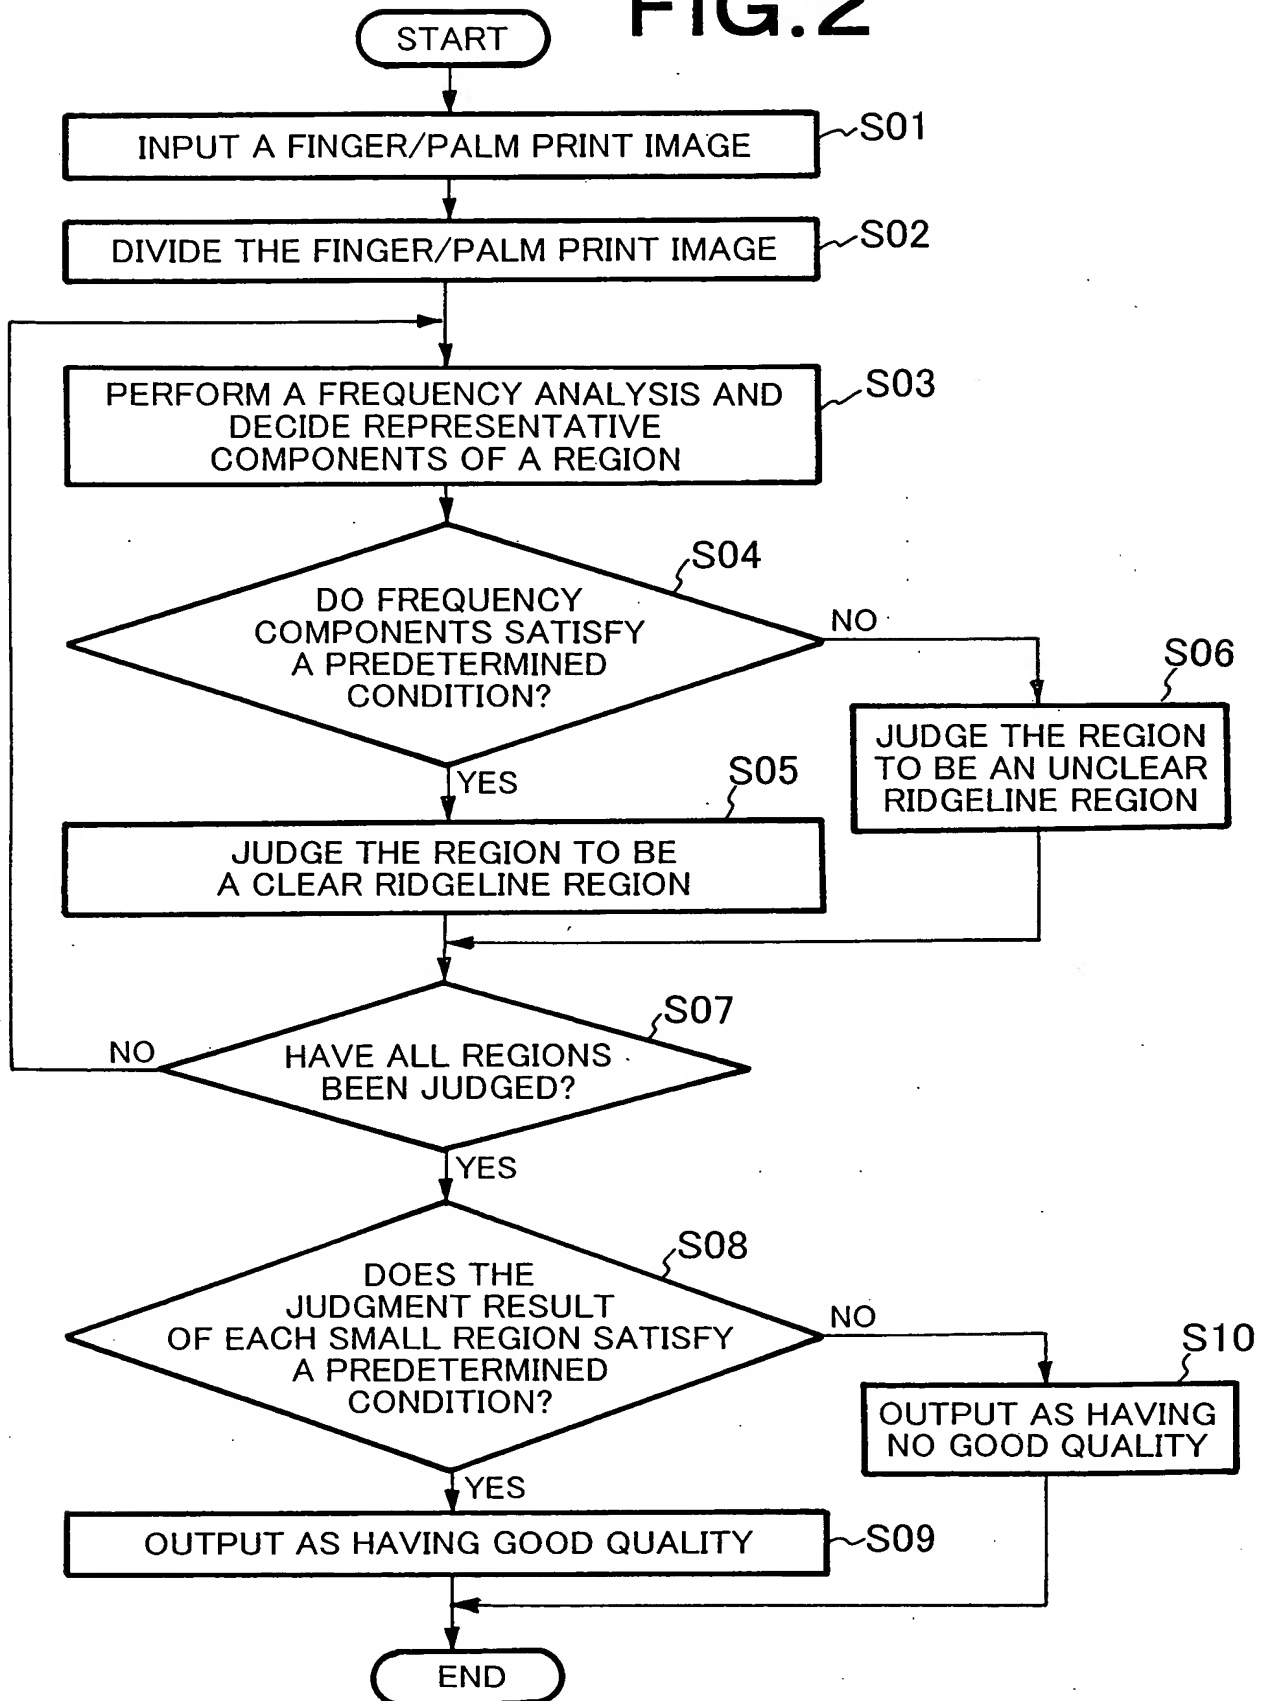 FIG.2
START
INPUT A FINGER/PALM PRINT IMAGE
S01
DIVIDE THE FINGER/PALM PRINT IMAGE
S02
PERFORM A FREQUENCY ANALYSIS AND
DECIDE REPRESENTATIVE
COMPONENTS OF A REGION
S03
DO FREQUENCY
COMPONENTS SATISFY
A PREDETERMINED
CONDITION?
S04
NO
YES
S06
JUDGE THE REGION
TO BE AN UNCLEAR
RIDGELINE REGION
S05
JUDGE THE REGION TO BE
A CLEAR RIDGELINE REGION
S07
HAVE ALL REGIONS
BEEN JUDGED?
NO
YES
S08
DOES THE
JUDGMENT RESULT
OF EACH SMALL REGION SATISFY
A PREDETERMINED
CONDITION?
NO
YES
S10
OUTPUT AS HAVING
NO GOOD QUALITY
OUTPUT AS HAVING GOOD QUALITY
S09
END